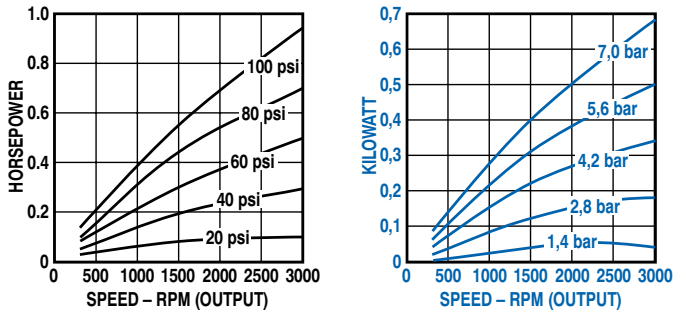 HORSEPOWER
1.0
0.8
0.6
0.4
0.2
0
100 psi
80 psi
60 psi
40 psi
20 psi
0 500 1000 1500 2000 2500 3000
SPEED – RPM (OUTPUT)
KILOWATT
0,7
0,6
0,5
0,4
0,3
0,2
0,1
0
7,0 bar
5,6 bar
4,2 bar
2,8 bar
1,4 bar
0 500 1000 1500 2000 2500 3000
SPEED – RPM (OUTPUT)